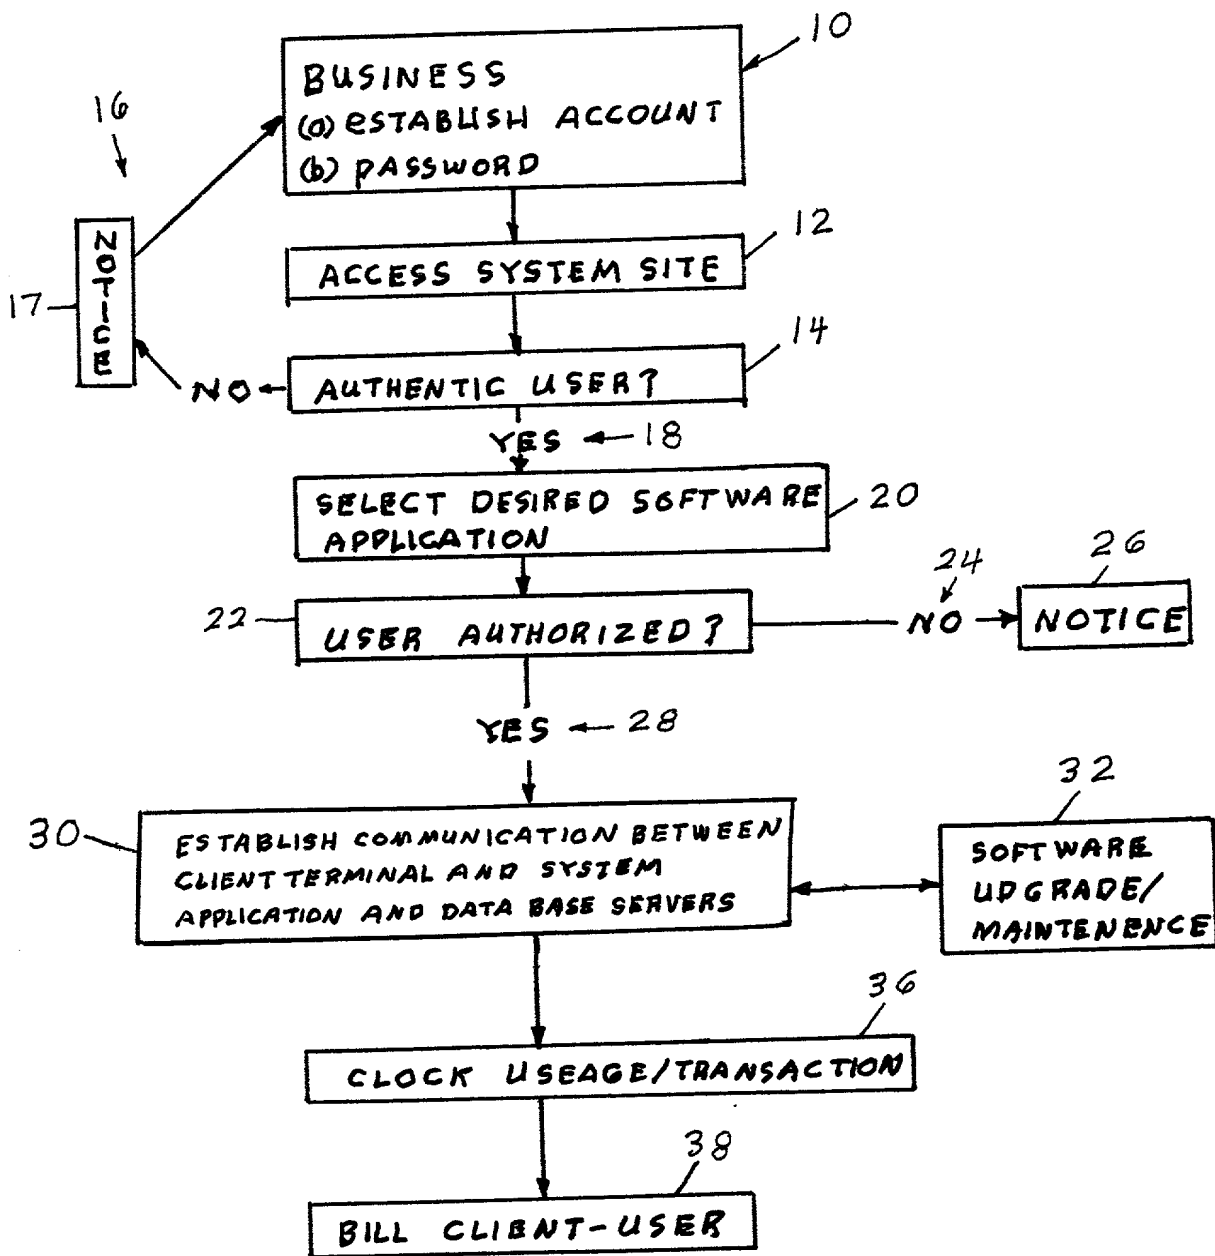 10
BUSINESS
(a) ESTABLISH ACCOUNT
(b) PASSWORD
16
12
ACCESS SYSTEM SITE
NOTICE
17
14
AUTHENTIC USER?
NO
YES
18
SELECT DESIRED SOFTWARE
APPLICATION
20
22
USER AUTHORIZED?
24
NO
26
NOTICE
YES
28
30
ESTABLISH COMMUNICATION BETWEEN
CLIENT TERMINAL AND SYSTEM
APPLICATION AND DATA BASE SERVERS
32
SOFTWARE
UPGRADE/
MAINTENENCE
36
CLOCK USEAGE/TRANSACTION
38
BILL CLIENT-USER